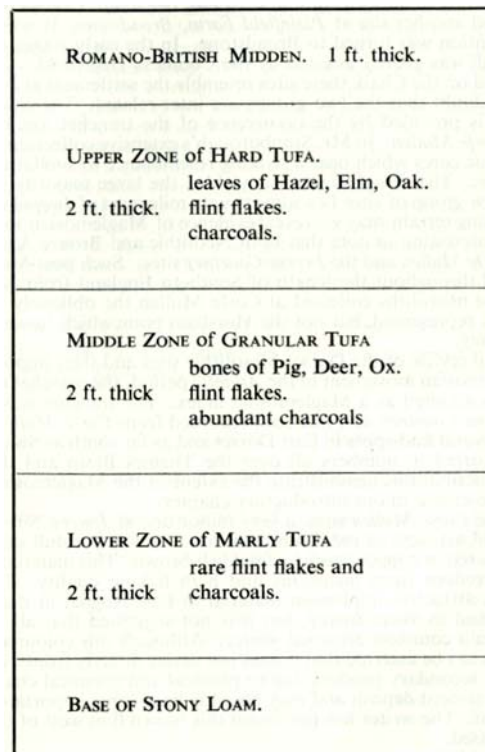 ROMANO-BRITISH MIDDEN. 1 ft. thick.
UPPER ZONE of HARD TUFA.
leaves of Hazel, Elm, Oak.
2 ft. thick. flint flakes.
charcoals.
MIDDLE ZONE of GRANULAR TUFA
bones of Pig, Deer, Ox.
2 ft. thick flint flakes.
abundant charcoals
LOWER ZONE of MARLY TUFA
rare flint flakes and
2 ft. thick charcoals.
BASE OF STONY LOAM.